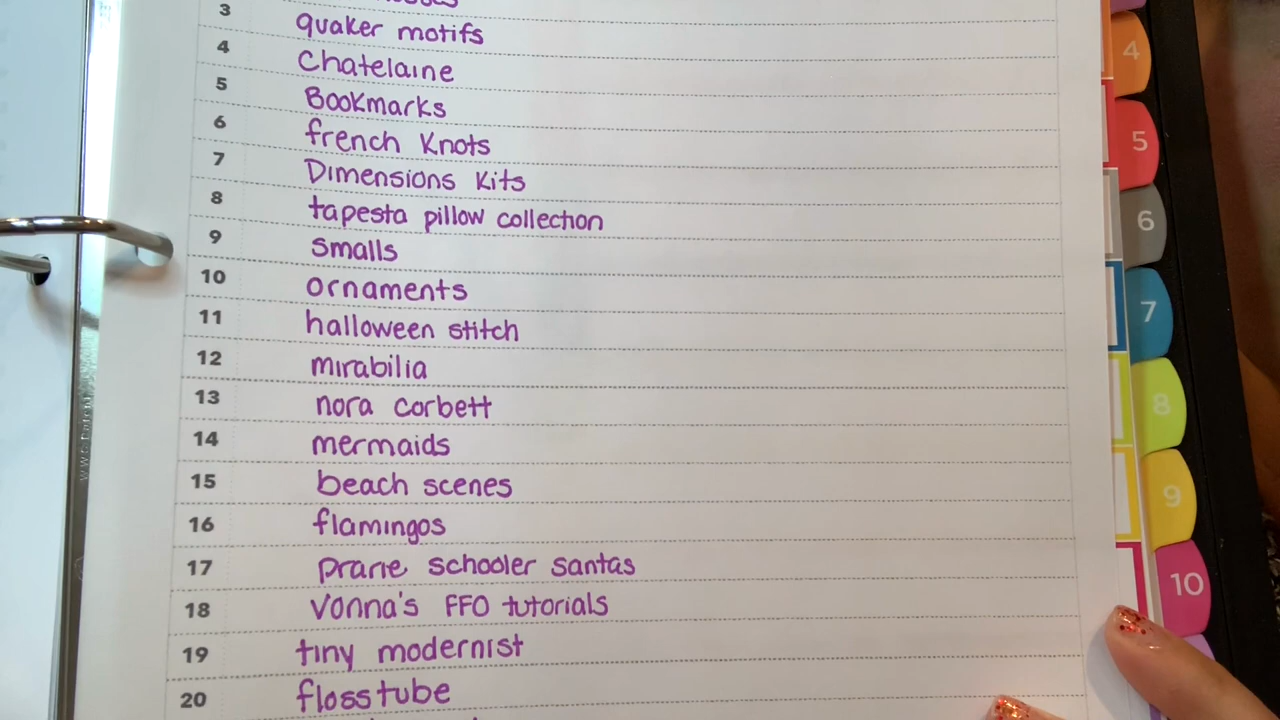 3 quaker motifs
4 Chatelaine
5 Bookmarks
6 french Knots
7 Dimensions Kits
8 tapesta pillow collection
9 smalls
10 ornaments
11 halloween stitch
12 mirabilia
13 nora corbett
14 mermaids
15 beach scenes
16 flamingos
17 prarie schooler santas
18 Vonna's FFO tutorials
19 tiny modernist
20 flosstube
4
5
6
7
8
9
10